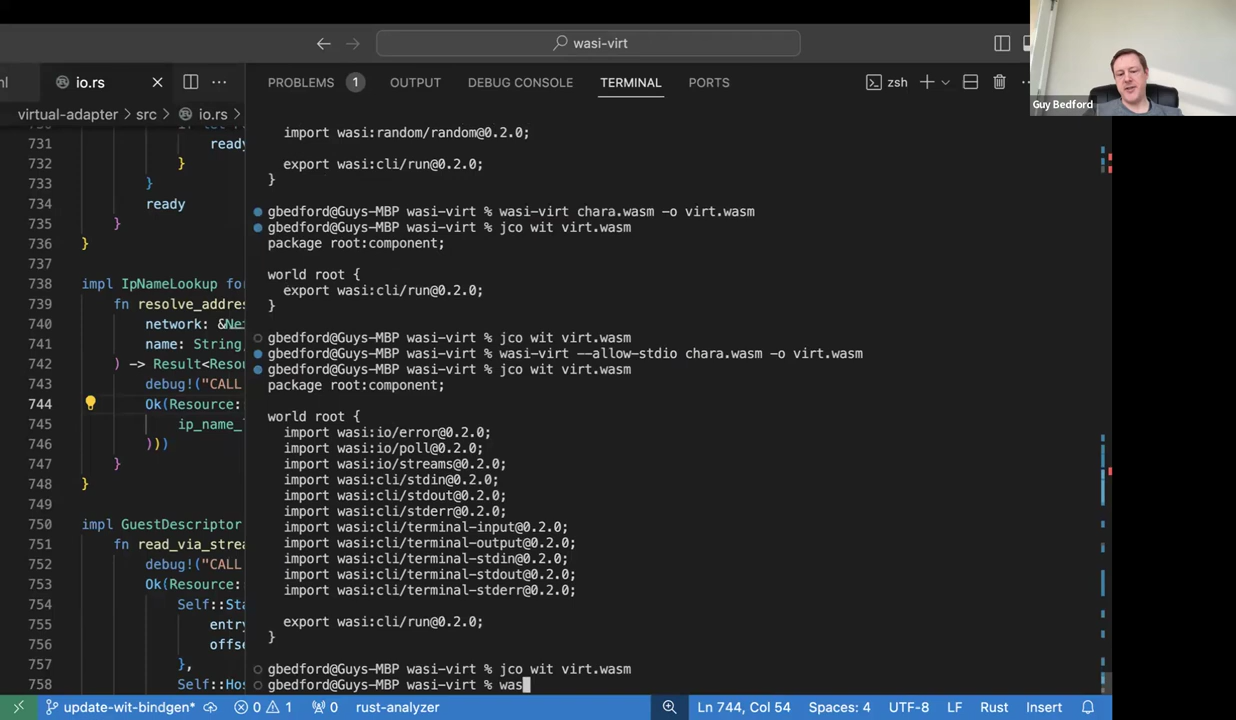 wasi-virt
nl
io.rs
PROBLEMS 1 OUTPUT DEBUG CONSOLE TERMINAL PORTS
zsh
Guy Bedford
virtual-adapter > src > io.rs
731 ready
732 }
733 }
734 ready
735 }
736 }
737
738 impl IpNameLookup fo
739 fn resolve_addre
740 network: &Ne
741 name: String
742 ) -> Result<Reso
743 debug!("CALL
744 Ok(Resource:
745 ip_name_
746 )))
747 }
748 }
749
750 impl GuestDescriptor
751 fn read_via_stre
752 debug!("CALL
753 Ok(Resource:
754 Self::Sta
755 entry
756 offse
757 },
758 Self::Hos
import wasi:random/random@0.2.0;
export wasi:cli/run@0.2.0;
}
gbedford@Guys-MBP wasi-virt % wasi-virt chara.wasm -o virt.wasm
gbedford@Guys-MBP wasi-virt % jco wit virt.wasm
package root:component;
world root {
export wasi:cli/run@0.2.0;
}
gbedford@Guys-MBP wasi-virt % jco wit virt.wasm
gbedford@Guys-MBP wasi-virt % wasi-virt --allow-stdio chara.wasm -o virt.wasm
gbedford@Guys-MBP wasi-virt % jco wit virt.wasm
package root:component;
world root {
import wasi:io/error@0.2.0;
import wasi:io/poll@0.2.0;
import wasi:io/streams@0.2.0;
import wasi:cli/stdin@0.2.0;
import wasi:cli/stdout@0.2.0;
import wasi:cli/stderr@0.2.0;
import wasi:cli/terminal-input@0.2.0;
import wasi:cli/terminal-output@0.2.0;
import wasi:cli/terminal-stdin@0.2.0;
import wasi:cli/terminal-stdout@0.2.0;
import wasi:cli/terminal-stderr@0.2.0;
export wasi:cli/run@0.2.0;
}
gbedford@Guys-MBP wasi-virt % jco wit virt.wasm
gbedford@Guys-MBP wasi-virt % was
update-wit-bindgen* 0 1 0 rust-analyzer Ln 744, Col 54 Spaces: 4 UTF-8 LF Rust Insert